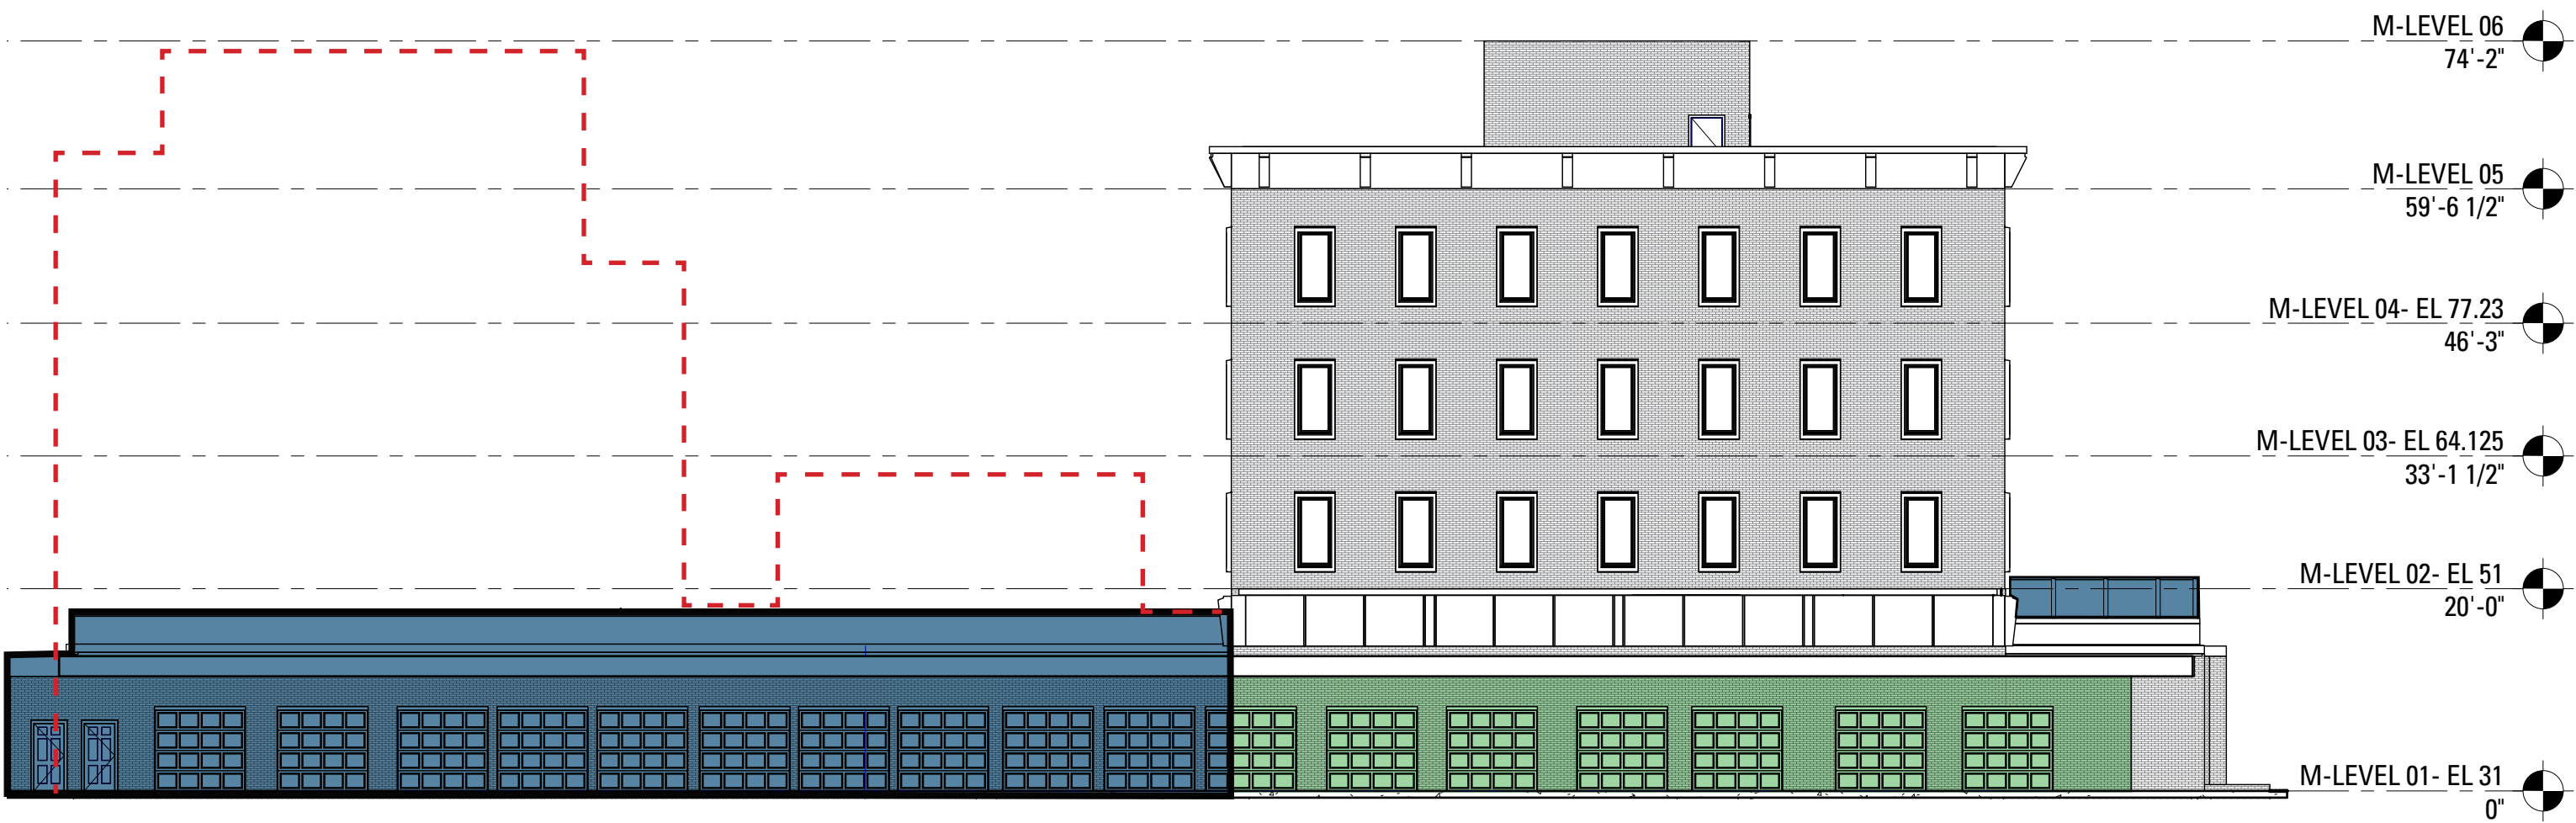 M-LEVEL 06
74'-2"
M-LEVEL 05
59'-6 1/2"
M-LEVEL 04- EL 77.23
46'-3"
M-LEVEL 03- EL 64.125
33'-1 1/2"
M-LEVEL 02- EL 51
20'-0"
M-LEVEL 01- EL 31
0"